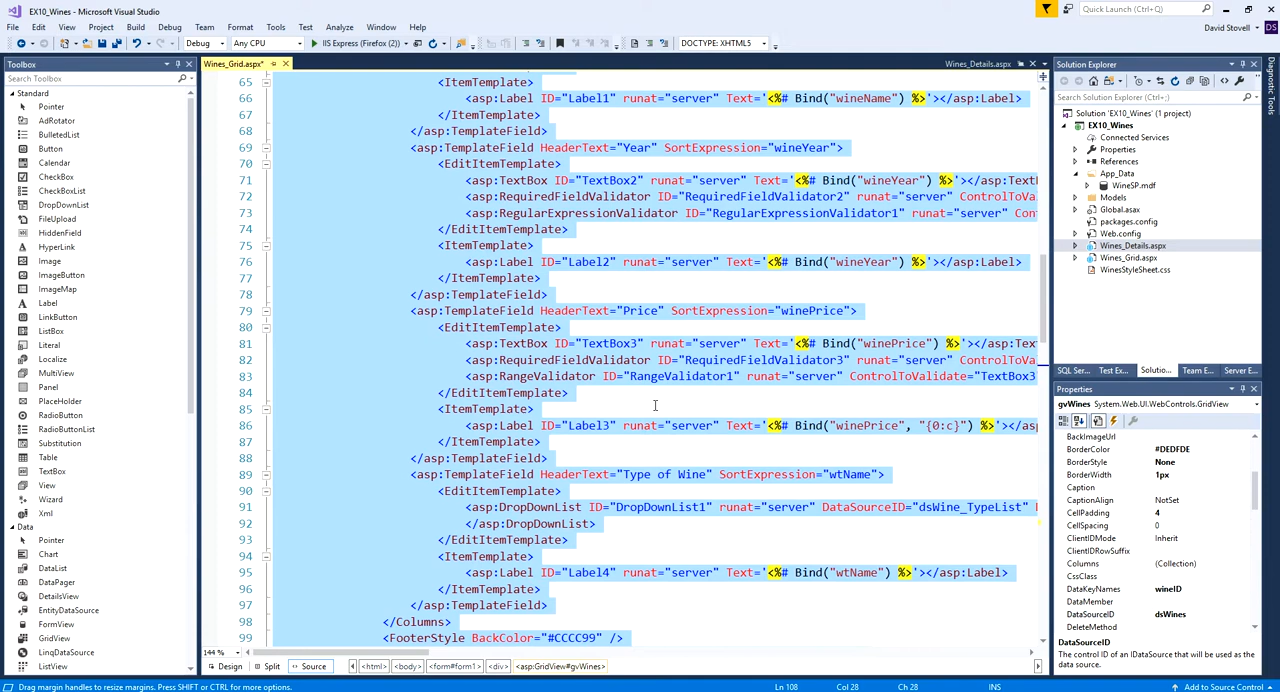 EX10_Wines - Microsoft Visual Studio
Quick Launch (Ctrl+Q)
File Edit View Project Build Debug Team Format Table Tools Test Analyze Window Help
David Stovell DS
Debug Any CPU IIS Express (Firefox (2)) DOCTYPE: XHTML5
Toolbox
Search Toolbox
Standard
Pointer
AdRotator
BulletedList
Button
Calendar
CheckBox
CheckBoxList
DropDownList
FileUpload
HiddenField
HyperLink
Image
ImageButton
ImageMap
Label
LinkButton
ListBox
Literal
Localize
MultiView
Panel
PlaceHolder
RadioButton
RadioButtonList
Substitution
Table
TextBox
View
Wizard
Xml
Data
Pointer
Chart
DataList
DataPager
DetailsView
EntityDataSource
FormView
GridView
LinqDataSource
ListView
Wines_Grid.aspx* Wines_Details.aspx
65 <ItemTemplate>
66 <asp:Label ID="Label1" runat="server" Text='<%# Bind("wineName") %>'></asp:Label>
67 </ItemTemplate>
68 </asp:TemplateField>
69 <asp:TemplateField HeaderText="Year" SortExpression="wineYear">
70 <EditItemTemplate>
71 <asp:TextBox ID="TextBox2" runat="server" Text='<%# Bind("wineYear") %>'></asp:TextB
72 <asp:RequiredFieldValidator ID="RequiredFieldValidator2" runat="server" ControlToVal
73 <asp:RegularExpressionValidator ID="RegularExpressionValidator1" runat="server" Con
74 </EditItemTemplate>
75 <ItemTemplate>
76 <asp:Label ID="Label2" runat="server" Text='<%# Bind("wineYear") %>'></asp:Label>
77 </ItemTemplate>
78 </asp:TemplateField>
79 <asp:TemplateField HeaderText="Price" SortExpression="winePrice">
80 <EditItemTemplate>
81 <asp:TextBox ID="TextBox3" runat="server" Text='<%# Bind("winePrice") %>'></asp:Text
82 <asp:RequiredFieldValidator ID="RequiredFieldValidator3" runat="server" ControlToVa
83 <asp:RangeValidator ID="RangeValidator1" runat="server" ControlToValidate="TextBox3
84 </EditItemTemplate>
85 <ItemTemplate>
86 <asp:Label ID="Label3" runat="server" Text='<%# Bind("winePrice", "{0:c}") %>'></asp
87 </ItemTemplate>
88 </asp:TemplateField>
89 <asp:TemplateField HeaderText="Type of Wine" SortExpression="wtName">
90 <EditItemTemplate>
91 <asp:DropDownList ID="DropDownList1" runat="server" DataSourceID="dsWine_TypeList"
92 </asp:DropDownList>
93 </EditItemTemplate>
94 <ItemTemplate>
95 <asp:Label ID="Label4" runat="server" Text='<%# Bind("wtName") %>'></asp:Label>
96 </ItemTemplate>
97 </asp:TemplateField>
98 </Columns>
99 <FooterStyle BackColor="#CCCC99" />
144 %
Design Split Source <html> <body> <form#form1> <div> <asp:GridView#gvWines>
Solution Explorer
Search Solution Explorer (Ctrl+;)
Solution 'EX10_Wines' (1 project)
EX10_Wines
Connected Services
Properties
References
App_Data
WineSP.mdf
Models
Global.asax
packages.config
Web.config
Wines_Details.aspx
Wines_Grid.aspx
WinesStyleSheet.css
SQL Ser... Test Ex... Solutio... Team E... Server E...
Properties
gvWines System.Web.UI.WebControls.GridView
BackImageUrl
BorderColor #DEDFDE
BorderStyle None
BorderWidth 1px
Caption
CaptionAlign NotSet
CellPadding 4
CellSpacing 0
ClientIDMode Inherit
ClientIDRowSuffix
Columns (Collection)
CssClass
DataKeyNames wineID
DataMember
DataSourceID dsWines
DeleteMethod
DataSourceID
The control ID of an IDataSource that will be used as the data source.
Diagnostic Tools
Drag margin handles to resize margins. Press SHIFT or CTRL for more options. Ln 108 Col 28 Ch 28 INS Add to Source Control